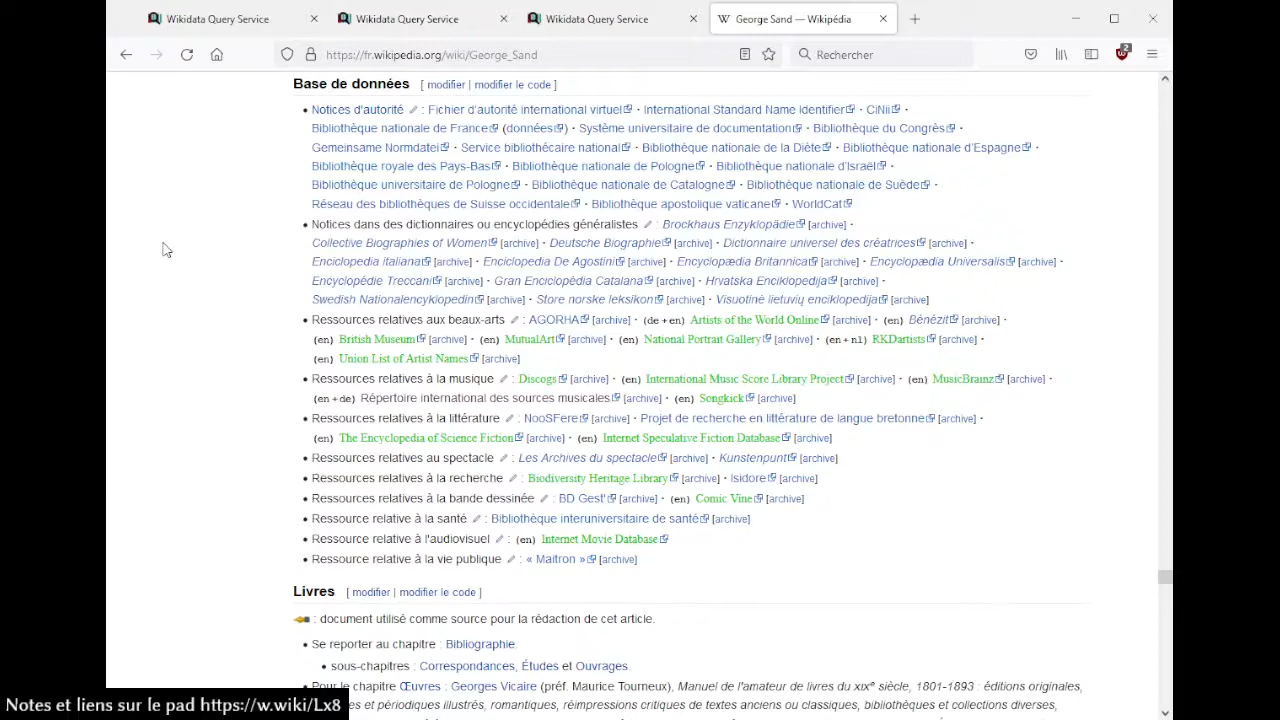 Wikidata Query Service
Wikidata Query Service
Wikidata Query Service
George Sand — Wikipédia
https://fr.wikipedia.org/wiki/George_Sand
Rechercher
2
Base de données [ modifier | modifier le code ]
• Notices d'autorité : Fichier d'autorité international virtuel · International Standard Name Identifier · CiNii ·
Bibliothèque nationale de France (données) · Système universitaire de documentation · Bibliothèque du Congrès ·
Gemeinsame Normdatei · Service bibliothécaire national · Bibliothèque nationale de la Diète · Bibliothèque nationale d'Espagne ·
Bibliothèque royale des Pays-Bas · Bibliothèque nationale de Pologne · Bibliothèque nationale d'Israël ·
Bibliothèque universitaire de Pologne · Bibliothèque nationale de Catalogne · Bibliothèque nationale de Suède ·
Réseau des bibliothèques de Suisse occidentale · Bibliothèque apostolique vaticane · WorldCat
• Notices dans des dictionnaires ou encyclopédies généralistes : Brockhaus Enzyklopädie [archive] ·
Collective Biographies of Women [archive] · Deutsche Biographie [archive] · Dictionnaire universel des créatrices [archive] ·
Enciclopedia italiana [archive] · Enciclopedia De Agostini [archive] · Encyclopædia Britannica [archive] · Encyclopædia Universalis [archive] ·
Encyclopédie Treccani [archive] · Gran Enciclopèdia Catalana [archive] · Hrvatska Enciklopedija [archive] ·
Swedish Nationalencyklopedin [archive] · Store norske leksikon [archive] · Visuotinė lietuvių enciklopedija [archive]
• Ressources relatives aux beaux-arts : AGORHA [archive] · (de + en) Artists of the World Online [archive] · (en) Bénézit [archive] ·
(en) British Museum [archive] · (en) MutualArt [archive] · (en) National Portrait Gallery [archive] · (en + nl) RKDartists [archive] ·
(en) Union List of Artist Names [archive]
• Ressources relatives à la musique : Discogs [archive] · (en) International Music Score Library Project [archive] · (en) MusicBrainz [archive] ·
(en + de) Répertoire international des sources musicales [archive] · (en) Songkick [archive]
• Ressources relatives à la littérature : NooSFere [archive] · Projet de recherche en littérature de langue bretonne [archive] ·
(en) The Encyclopedia of Science Fiction [archive] · (en) Internet Speculative Fiction Database [archive]
• Ressources relatives au spectacle : Les Archives du spectacle [archive] · Kunstenpunt [archive]
• Ressources relatives à la recherche : Biodiversity Heritage Library [archive] · Isidore [archive]
• Ressources relatives à la bande dessinée : BD Gest' [archive] · (en) Comic Vine [archive]
• Ressource relative à la santé : Bibliothèque interuniversitaire de santé [archive]
• Ressource relative à l'audiovisuel : (en) Internet Movie Database
• Ressource relative à la vie publique : « Maitron » [archive]
Livres [ modifier | modifier le code ]
: document utilisé comme source pour la rédaction de cet article.
• Se reporter au chapitre : Bibliographie.
• sous-chapitres : Correspondances, Études et Ouvrages.
• Pour le chapitre Œuvres : Georges Vicaire (préf. Maurice Tourneux), Manuel de l'amateur de livres du XIXe siècle, 1801-1893 : éditions originales,
et périodiques illustrés, romantiques, réimpressions critiques de textes anciens ou classiques, bibliothèques et collections diverses,
Notes et liens sur le pad https://w.wiki/Lx8